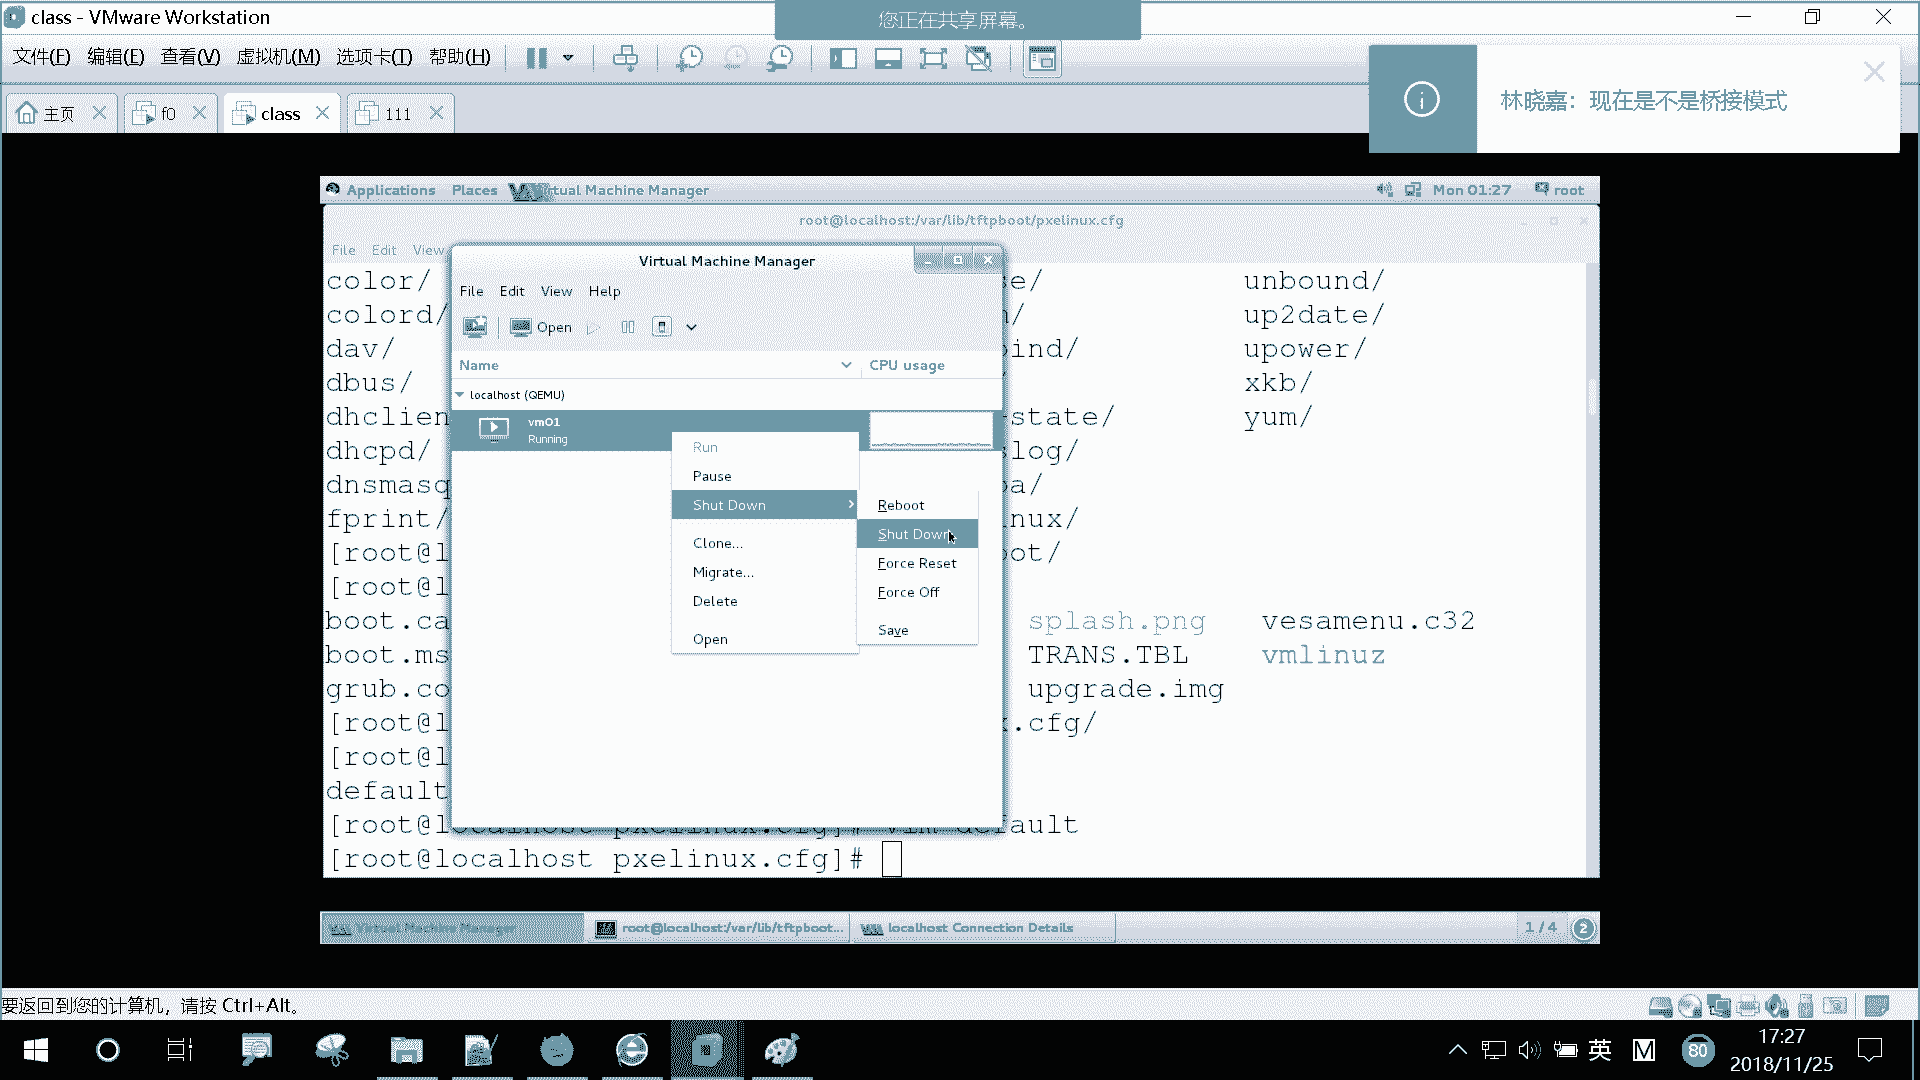 class - VMware Workstation
您正在共享屏幕。
文件(F) 编辑(E) 查看(V) 虚拟机(M) 选项卡(T) 帮助(H)
林晓嘉：现在是不是桥接模式
主页 f0 class 111
Applications Places Virtual Machine Manager Mon 01:27 root
root@localhost:/var/lib/tftpboot/pxelinux.cfg
File Edit View
Virtual Machine Manager
File Edit View Help
Open
Name CPU usage
localhost (QEMU)
vm01
Running
Run
Pause
Shut Down
Clone...
Migrate...
Delete
Open
Reboot
Shut Down
Force Reset
Force Off
Save
color/ se/ unbound/
colord/ n/ up2date/
dav/ bind/ upower/
dbus/ xkb/
dhclien -state/ yum/
dhcpd/ slog/
dnsmasq ba/
fprint/ inux/
[root@l oot/
[root@l
boot.ca splash.png vesamenu.c32
boot.ms TRANS.TBL vmlinuz
grub.co upgrade.img
[root@l x.cfg/
[root@l
default
[root@localhost pxelinux.cfg]# vim default
[root@localhost pxelinux.cfg]#
Virtual Machine Manager root@localhost:/var/lib/tftpboot... localhost Connection Details 1 / 4 2
要返回到您的计算机，请按 Ctrl+Alt。
英 M 80 17:27
2018/11/25